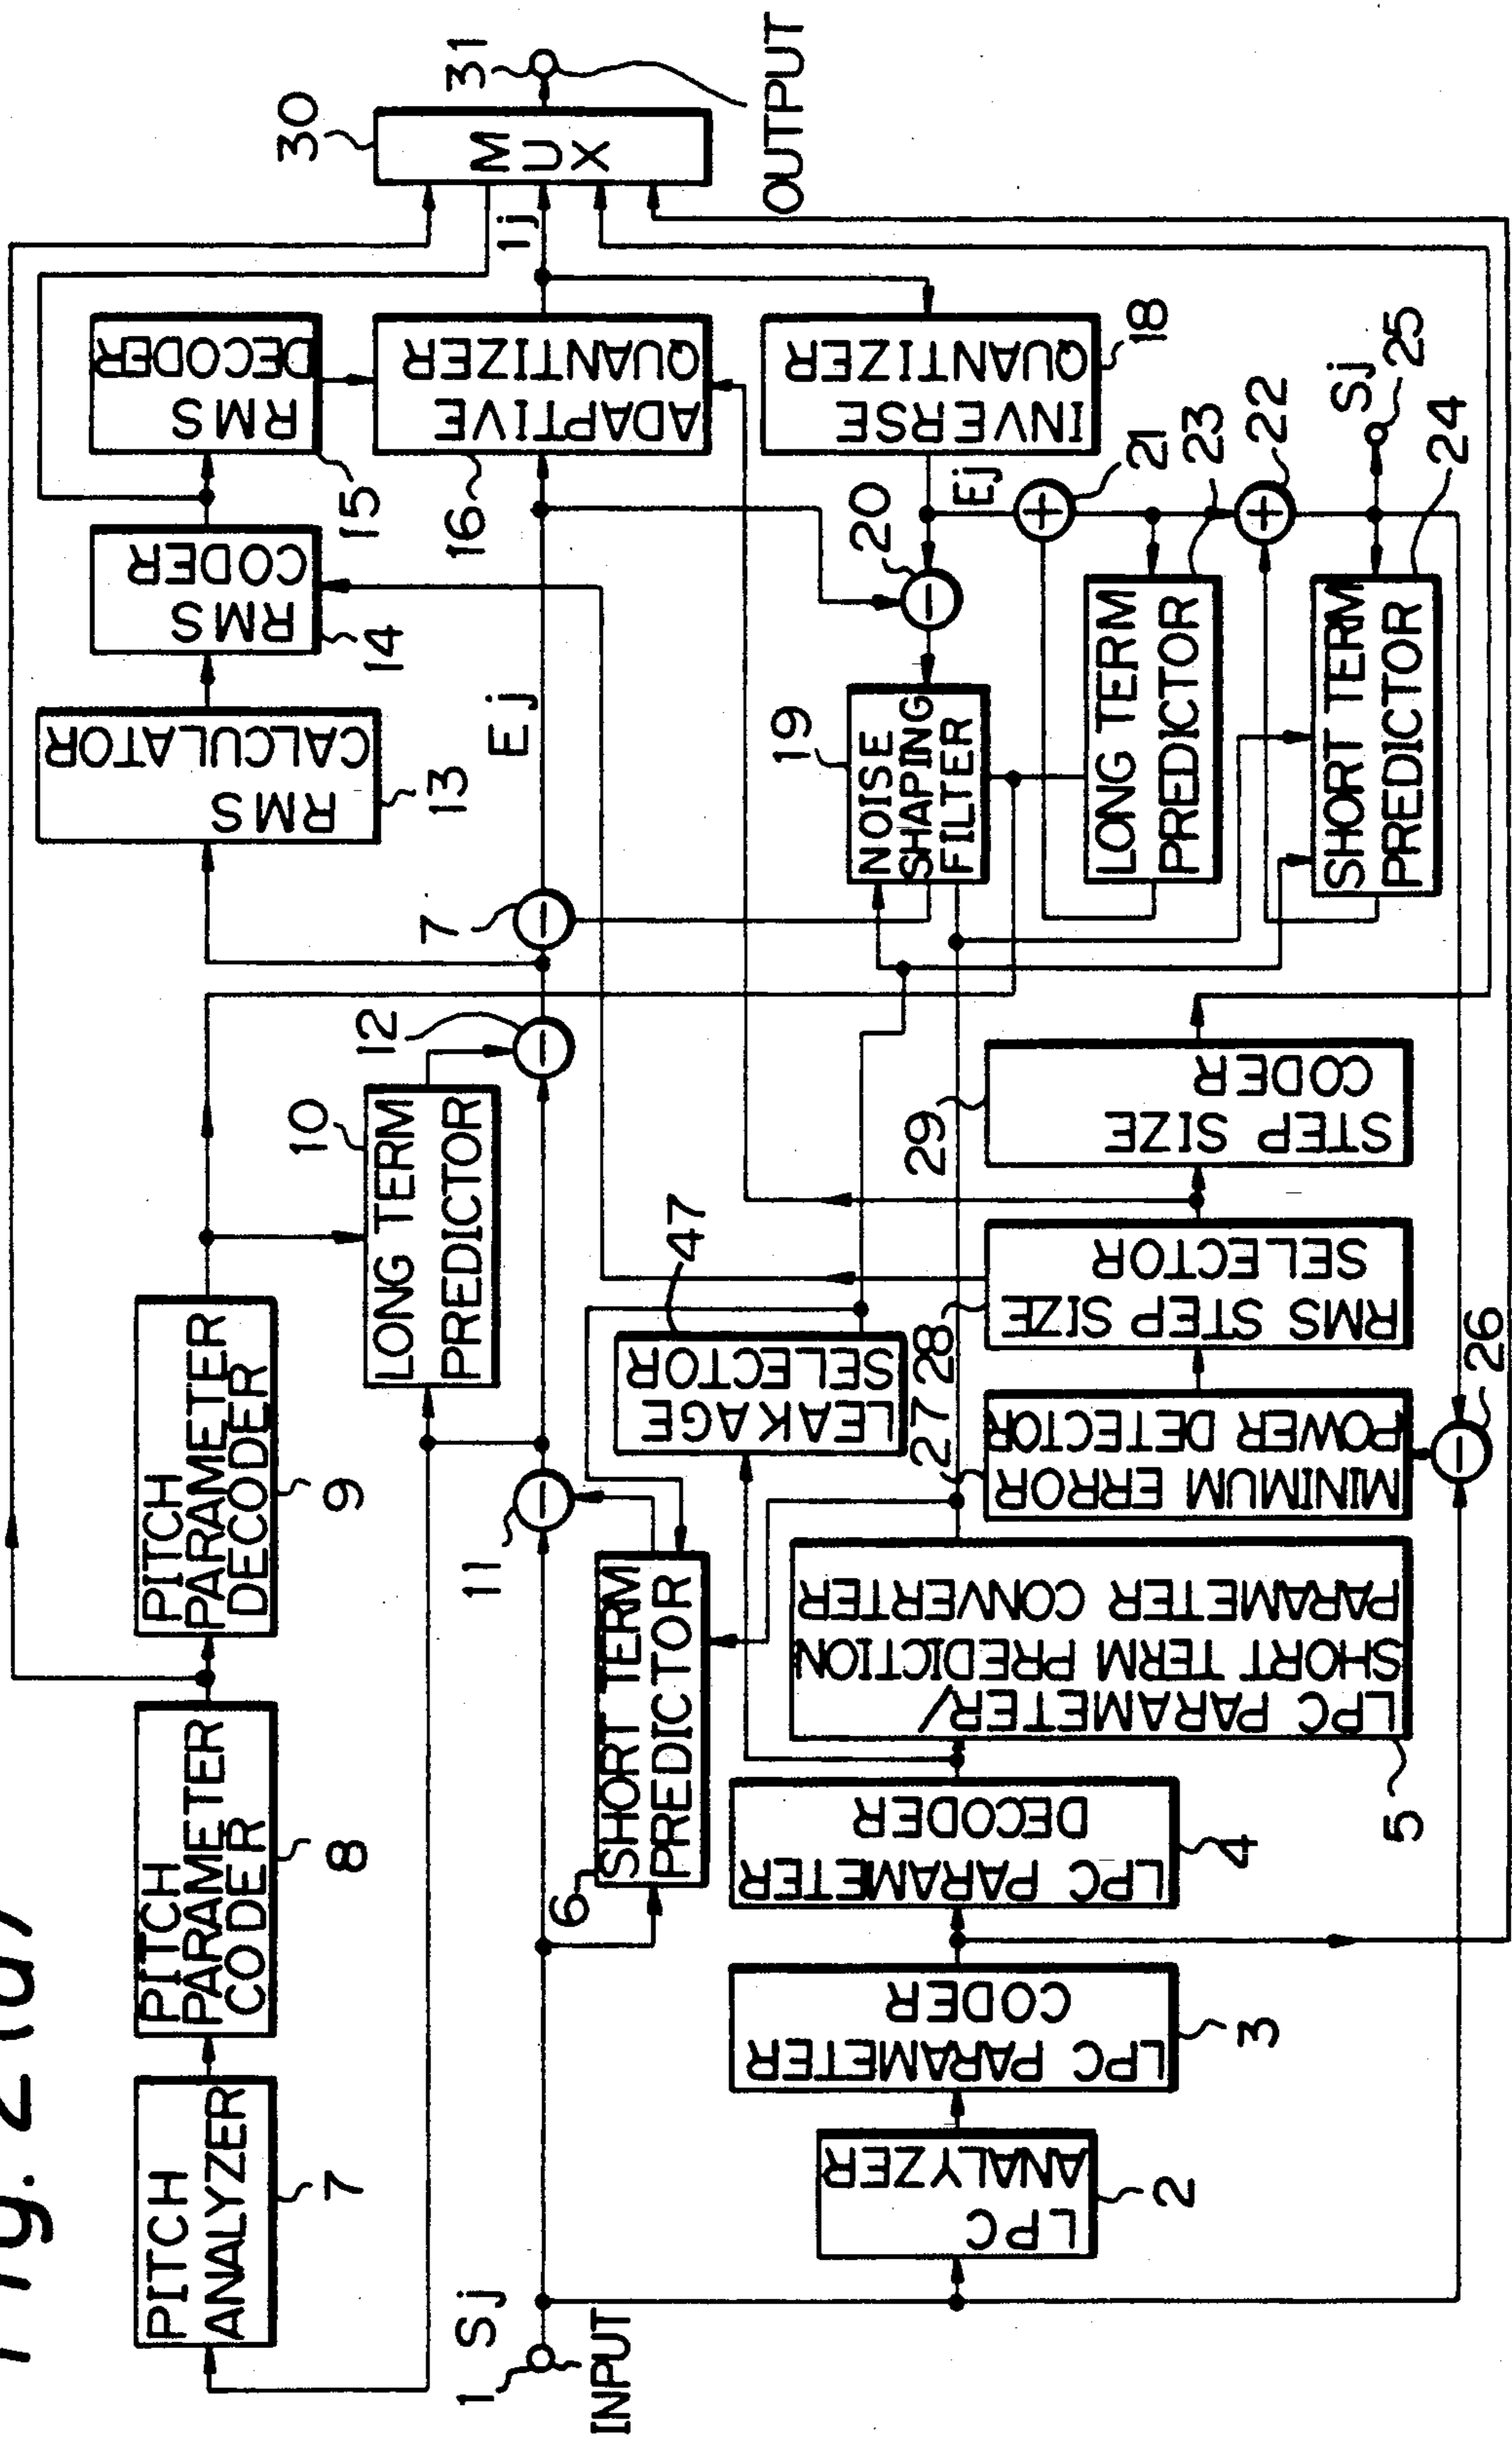 Fig. 2(a)
PITCH
ANALYZER
7
PITCH
PARAMETER
CODER
8
PITCH
PARAMETER
DECODER
9
RMS
CALCULATOR
13
RMS
CODER
14
RMS
DECODER
15
LONG TERM
PREDICTOR
10
12
7
Ej
ADAPTIVE
QUANTIZER
16
Ij
MUX
30
31
OUTPUT
1
Sj
INPUT
11
SHORT TERM
PREDICTOR
6
LEAKAGE
SELECTOR
47
NOISE
SHAPING
FILTER
19
20
INVERSE
QUANTIZER
18
Ej
21
LONG TERM
PREDICTOR
23
22
SHORT TERM
PREDICTOR
24
Sj
25
LPC
ANALYZER
2
LPC PARAMETER
CODER
3
LPC PARAMETER
DECODER
4
LPC PARAMETER/
SHORT TERM PREDICTION
PARAMETER CONVERTER
5
MINIMUM ERROR
POWER DETECTOR
27
RMS STEP SIZE
SELECTOR
28
STEP SIZE
CODER
29
26